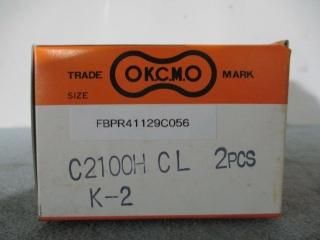 TRADE O.K.C.M.O MARK
SIZE
FBPR41129C056
C2100H CL 2PCS
K-2